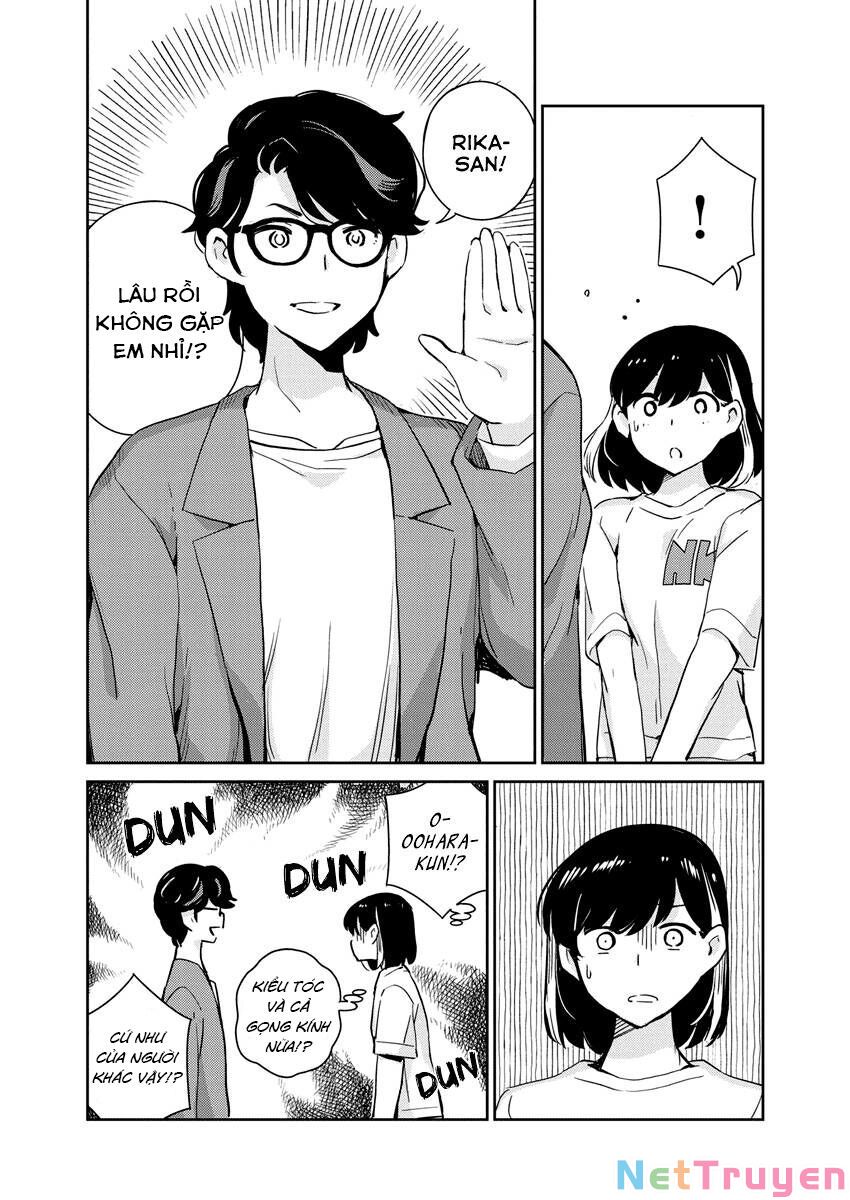 !
NK
RIKA-
SAN!
LÂU RỒI
KHÔNG GẶP
EM NHỈ!?
O-
OOHARA-
KUN!?
DUN
DUN
DUN
KIỂU TÓC
VÀ CẢ
GỌNG KÍNH
NỮA!?
CỨ NHƯ
CỦA NGƯỜI
KHÁC VẬY!?
NetTruyen